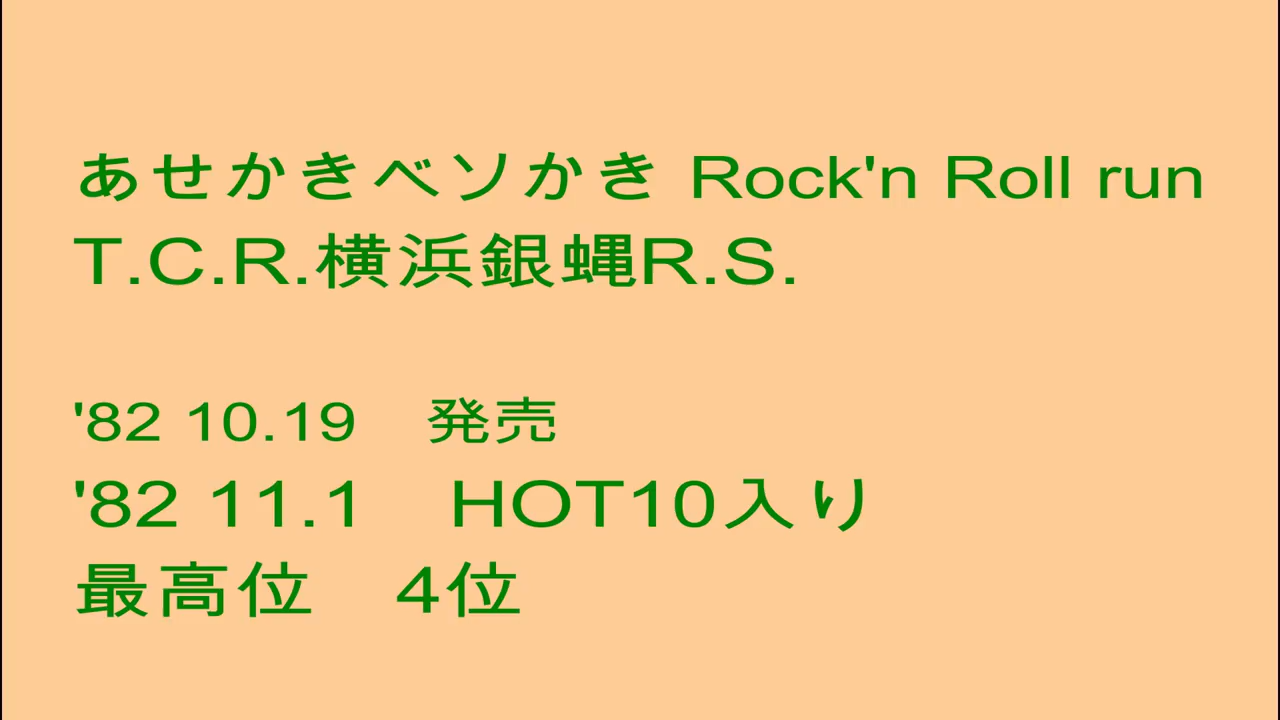 あせかきベソかき Rock'n Roll run
T.C.R.横浜銀蝿R.S.
'82 10.19　発売
'82 11.1　HOT10入り
最高位　4位